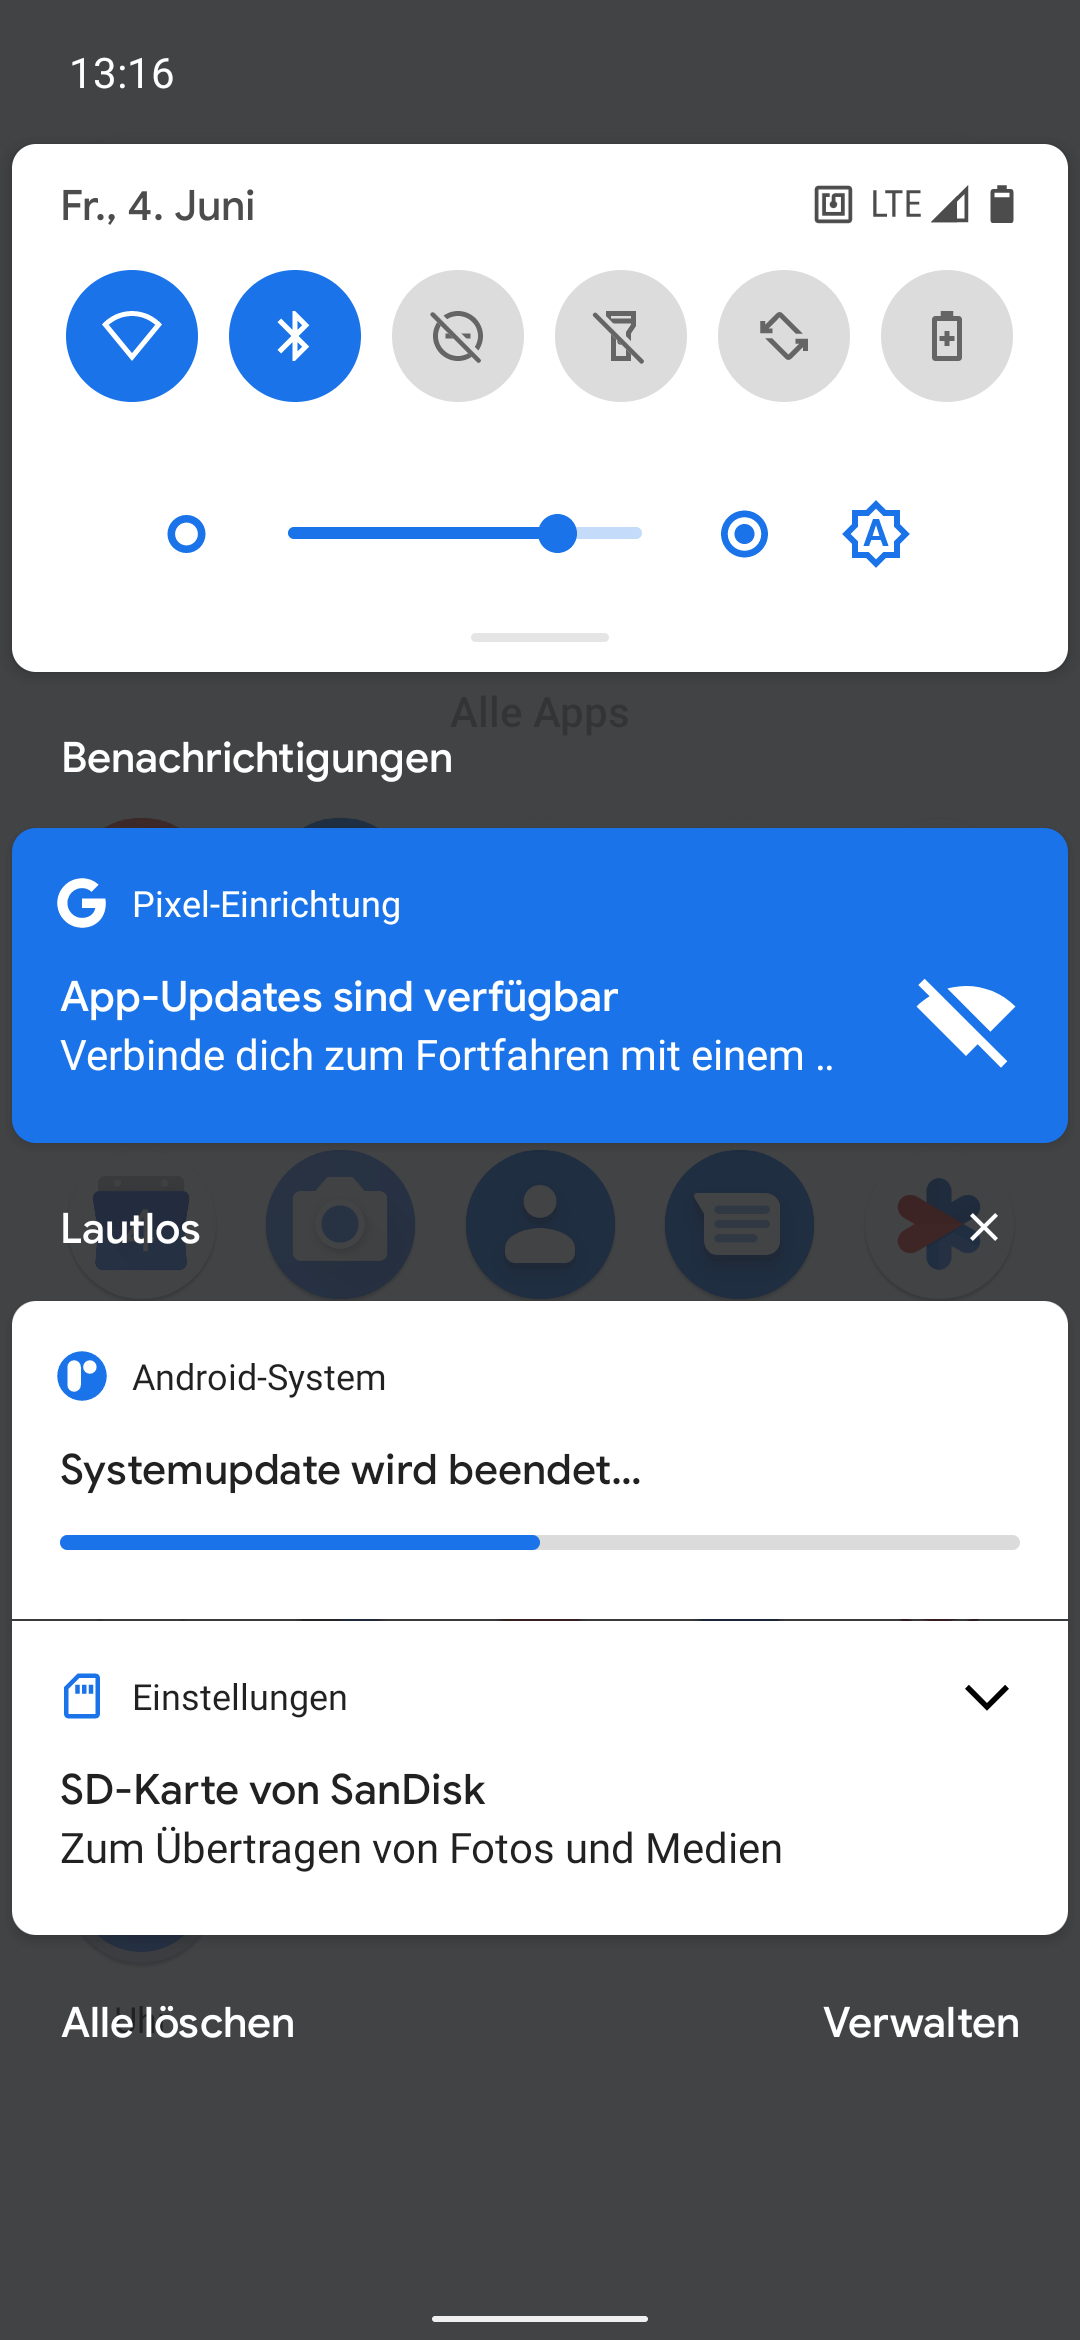 13:16
Fr., 4. Juni
LTE
A
Alle Apps
Benachrichtigungen
Pixel-Einrichtung
App-Updates sind verfügbar
Verbinde dich zum Fortfahren mit einem ..
Lautlos
Android-System
Systemupdate wird beendet...
Einstellungen
SD-Karte von SanDisk
Zum Übertragen von Fotos und Medien
Alle löschen
Verwalten